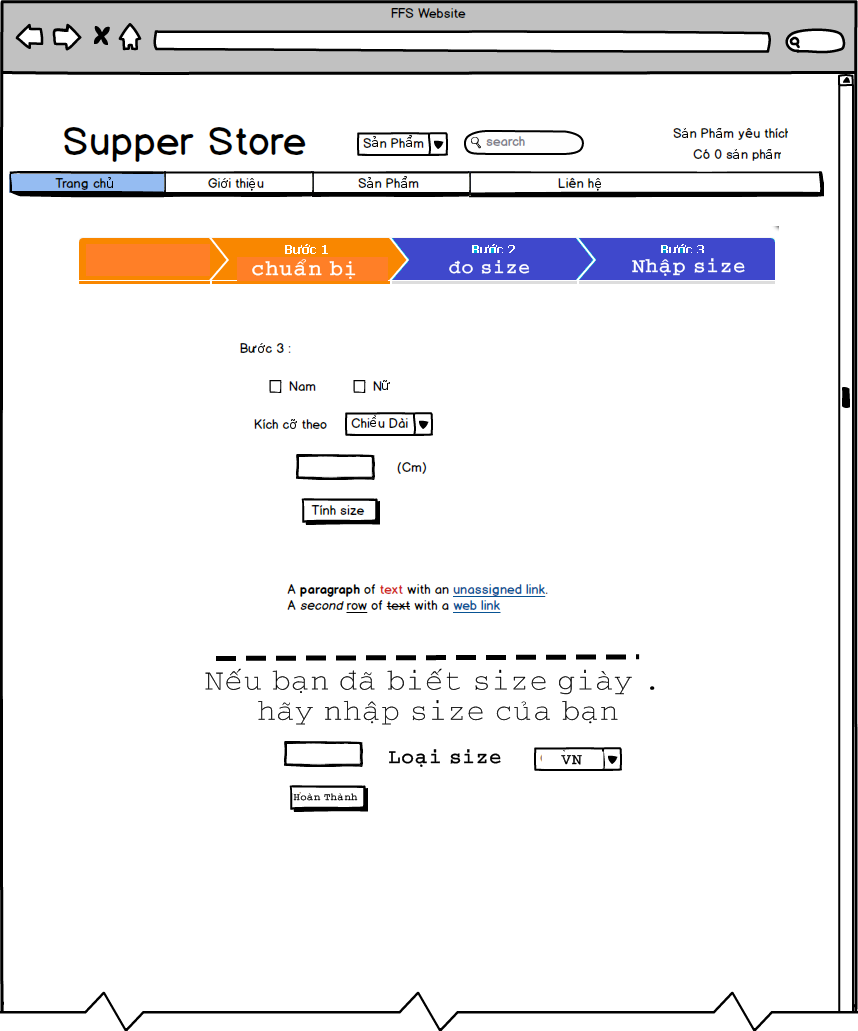 FFS Website
Supper Store
Sản Phẩm
search
Sản Phẩm yêu thích
Có 0 sản phẩm
Trang chủ
Giới thiệu
Sản Phẩm
Liên hệ
Bước 1
chuẩn bị
Bước 2
đo size
Bước 3
Nhập size
Bước 3 :
Nam
Nữ
Kích cỡ theo
Chiều Dài
(Cm)
Tính size
A paragraph of text with an unassigned link.
A second row of text with a web link
Nếu bạn đã biết size giày .
hãy nhập size của bạn
Loại size
VN
Hoàn Thành